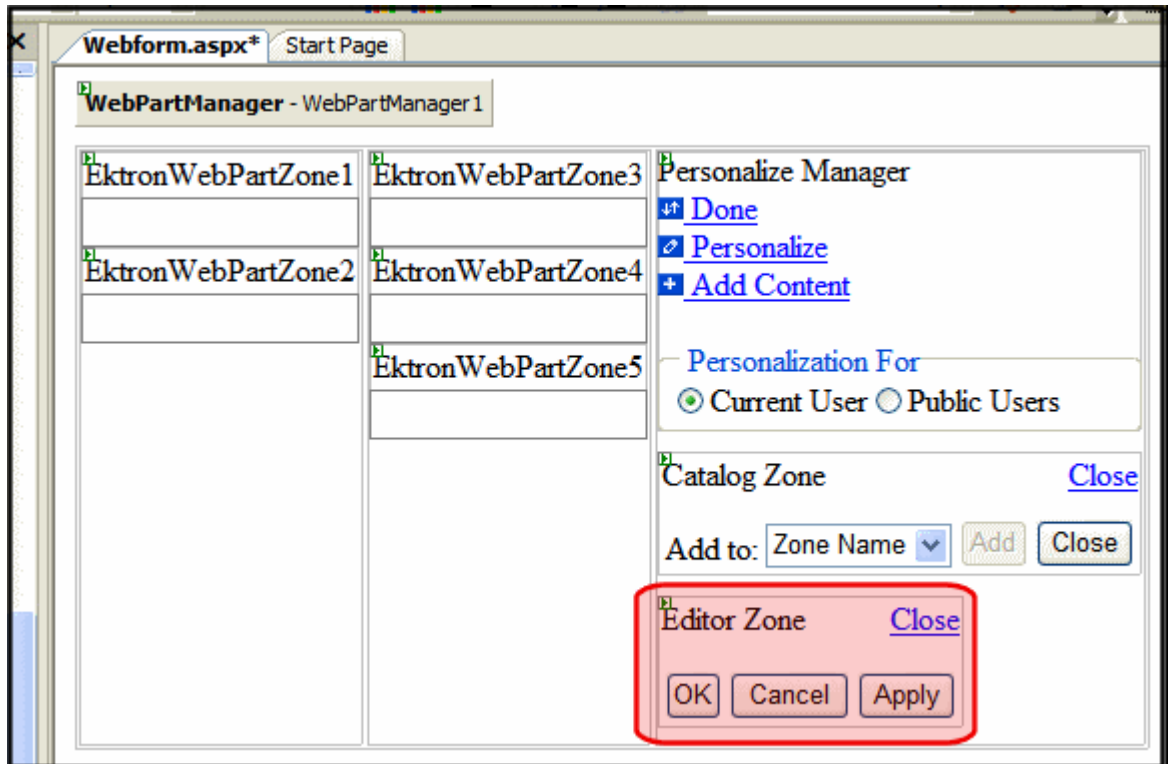 Webform.aspx* Start Page
WebPartManager - WebPartManager1
EktronWebPartZone1
EktronWebPartZone2
EktronWebPartZone3
EktronWebPartZone4
EktronWebPartZone5
Personalize Manager
Done
Personalize
Add Content
Personalization For
Current User Public Users
Catalog Zone Close
Add to: Zone Name Add Close
Editor Zone Close
OK Cancel Apply